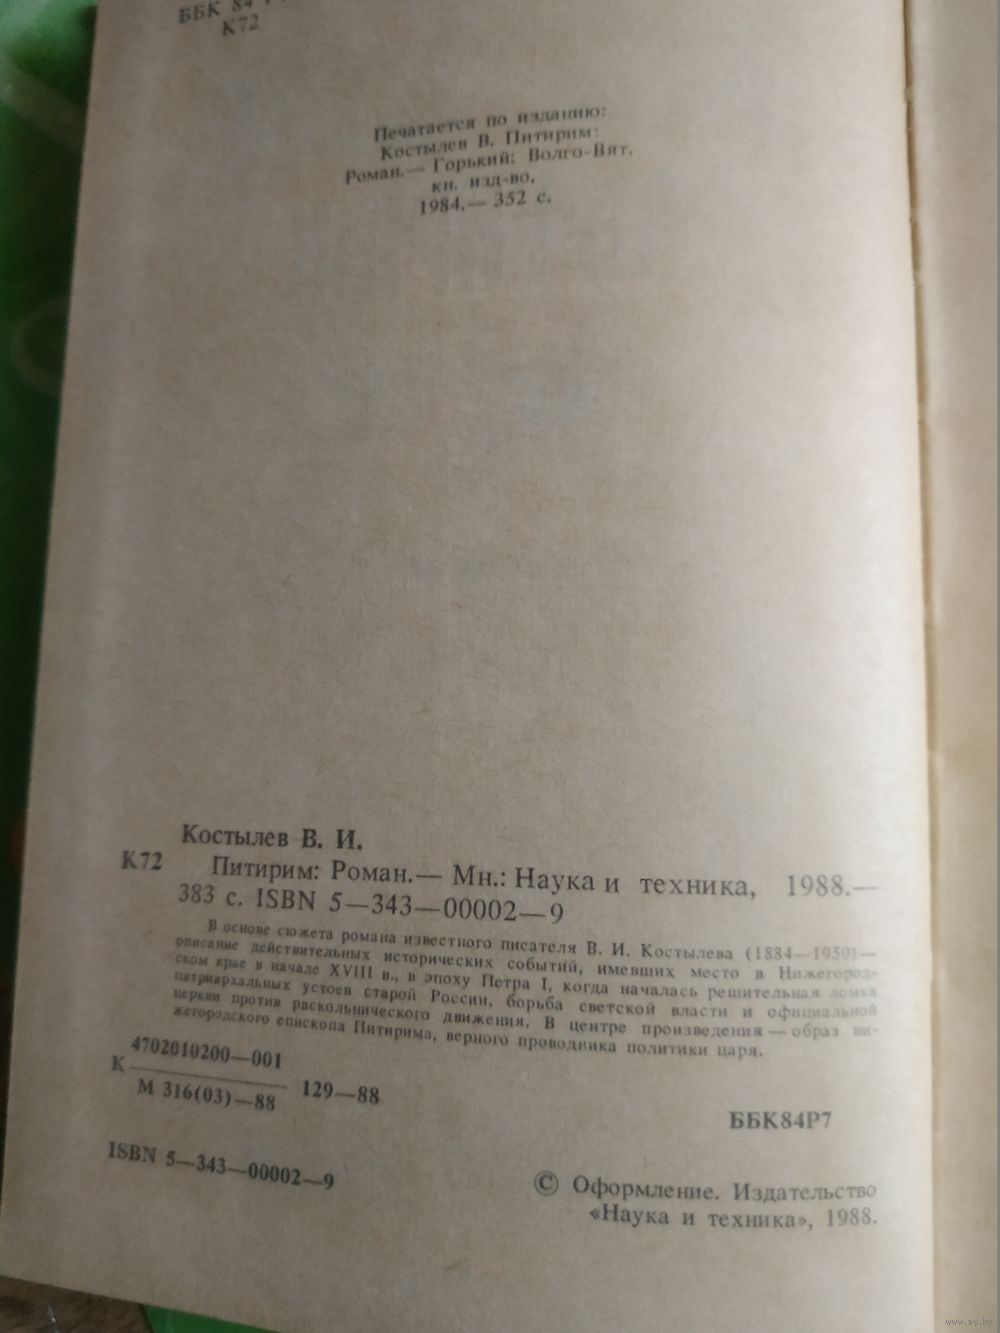 ББК 84
К72
Печатается по изданию:
Костылев В. Питирим:
Роман.— Горький: Волго-Вят.
кн. изд-во,
1984.— 352 с.
Костылев В. И.
К72 Питирим: Роман.— Мн.: Наука и техника, 1988.—
383 с. ISBN 5—343—00002—9
В основе сюжета романа известного писателя В. И. Костылева (1884—1950)—
описание действительных исторических событий, имевших место в Нижегород-
ском крае в начале XVIII в., в эпоху Петра I, когда началась решительная ломка
патриархальных устоев старой России, борьба светской власти и официальной
церкви против раскольнического движения. В центре произведения — образ ни-
жегородского епископа Питирима, верного проводника политики царя.
4702010200—001
К 129—88
М 316(03)—88
ББК84Р7
ISBN 5—343—00002—9
© Оформление. Издательство
«Наука и техника», 1988.
www.ay.by